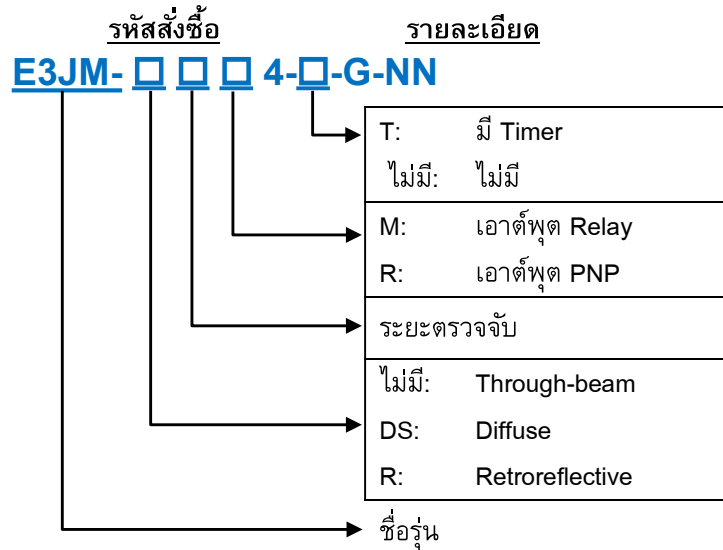 รหัสสั่งซื้อ รายละเอียด
E3JM- □ □ □ 4-□-G-NN
T: มี Timer
ไม่มี: ไม่มี
M: เอาต์พุต Relay
R: เอาต์พุต PNP
ระยะตรวจจับ
ไม่มี: Through-beam
DS: Diffuse
R: Retroreflective
ชื่อรุ่น